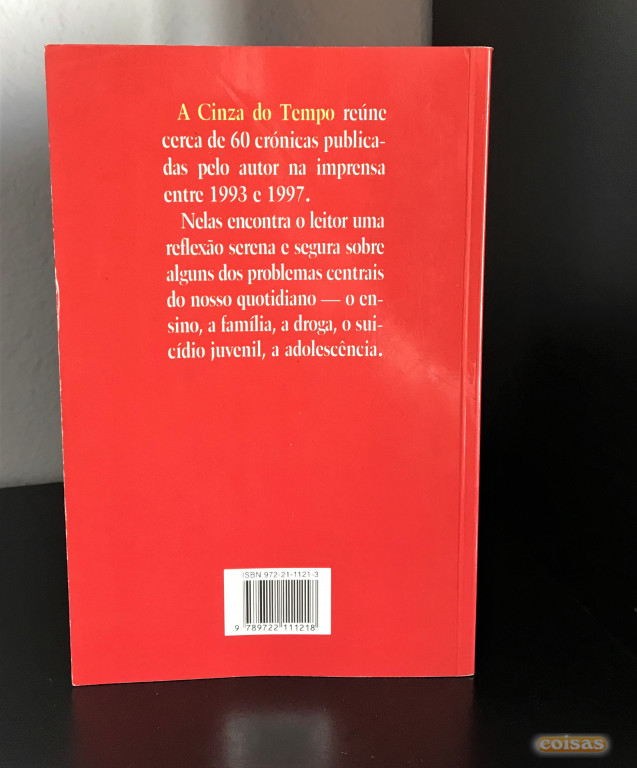 A Cinza do Tempo reúne
cerca de 60 crónicas publica-
das pelo autor na imprensa
entre 1993 e 1997.
Nelas encontra o leitor uma
reflexão serena e segura sobre
alguns dos problemas centrais
do nosso quotidiano — o en-
sino, a família, a droga, o sui-
cídio juvenil, a adolescência.
ISBN 972-21-1121-3
9 789722 111218
coisas